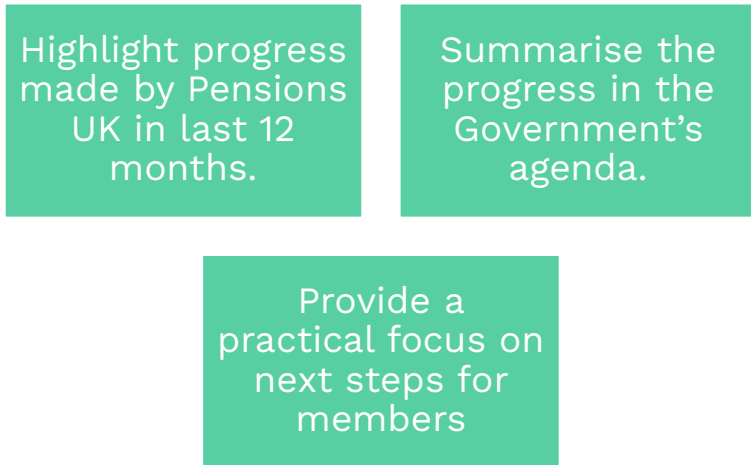 Highlight progress
made by Pensions
UK in last 12
months.
Summarise the
progress in the
Government’s
agenda.
Provide a
practical focus on
next steps for
members